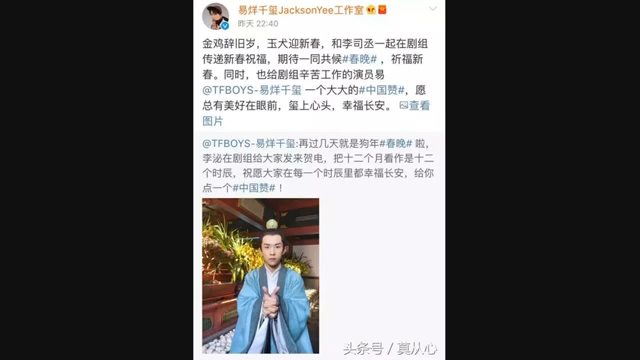 易烊千玺JacksonYee工作室
昨天 22:40
金鸡辞旧岁，玉犬迎新春，和李司丞一起在剧组
传递新春祝福，期待一同共候#春晚#，祈福新
春。同时，也给剧组辛苦工作的演员易
@TFBOYS-易烊千玺 一个大大的#中国赞#，愿
总有美好在眼前，玺上心头，幸福长安。查看
图片
@TFBOYS-易烊千玺:再过几天就是狗年#春晚# 啦，
李泌在剧组给大家发来贺电，把十二个月看作是十二
个时辰，祝愿大家在每一个时辰里都幸福长安，给你
点一个#中国赞#！
头条号／莫从心